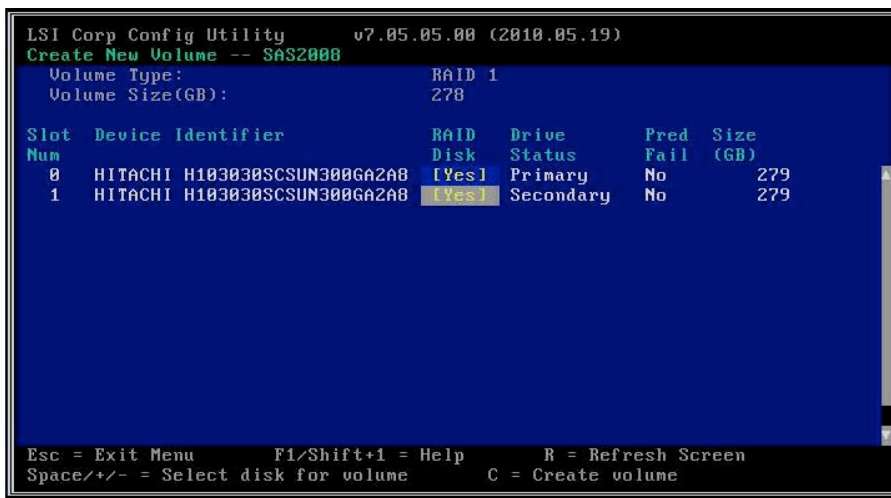 LSI Corp Config Utility v7.05.05.00 (2010.05.19)
Create New Volume -- SAS2008
Volume Type: RAID 1
Volume Size(GB): 278
Slot Device Identifier RAID Drive Pred Size
Num Disk Status Fail (GB)
0 HITACHI H103030SCSUN300GA2A8 [Yes] Primary No 279
1 HITACHI H103030SCSUN300GA2A8 [Yes] Secondary No 279
Esc = Exit Menu F1/Shift+1 = Help R = Refresh Screen
Space/+/- = Select disk for volume C = Create volume